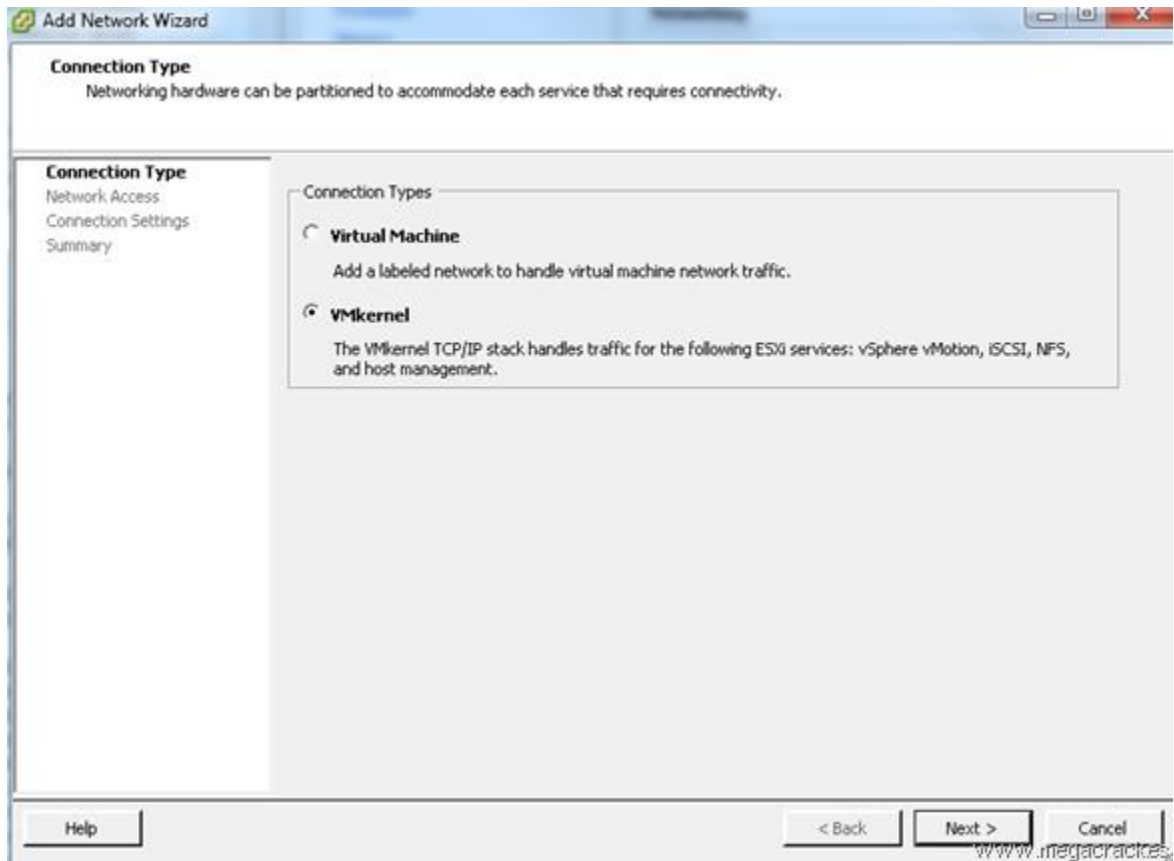 Add Network Wizard
Connection Type
Networking hardware can be partitioned to accommodate each service that requires connectivity.
Connection Type
Network Access
Connection Settings
Summary
Connection Types
Virtual Machine
Add a labeled network to handle virtual machine network traffic.
VMkernel
The VMkernel TCP/IP stack handles traffic for the following ESXi services: vSphere vMotion, iSCSI, NFS,
and host management.
Help
< Back
Next >
Cancel
www.megacrack.es